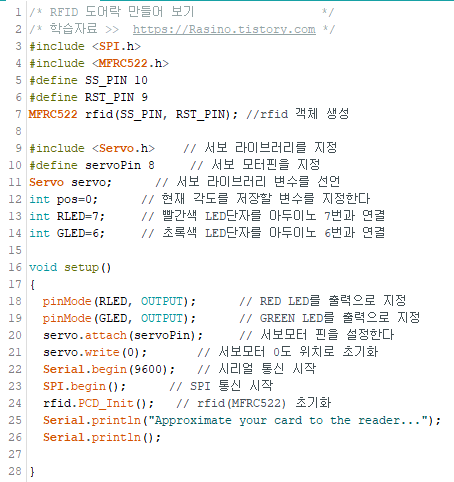 1 /* RFID 도어락 만들어 보기 */
2 /* 학습자료 >> https://Rasino.tistory.com */
3 #include <SPI.h>
4 #include <MFRC522.h>
5 #define SS_PIN 10
6 #define RST_PIN 9
7 MFRC522 rfid(SS_PIN, RST_PIN); //rfid 객체 생성
8
9 #include <Servo.h> // 서보 라이브러리를 지정
10 #define servoPin 8 // 서보 모터핀을 지정
11 Servo servo; // 서보 라이브러리 변수를 선언
12 int pos=0; // 현재 각도를 저장할 변수를 지정한다
13 int RLED=7; // 빨간색 LED단자를 아두이노 7번과 연결
14 int GLED=6; // 초록색 LED단자를 아두이노 6번과 연결
15
16 void setup()
17 {
18 pinMode(RLED, OUTPUT); // RED LED를 출력으로 지정
19 pinMode(GLED, OUTPUT); // GREEN LED를 출력으로 지정
20 servo.attach(servoPin); // 서보모터 핀을 설정한다
21 servo.write(0); // 서보모터 0도 위치로 초기화
22 Serial.begin(9600); // 시리얼 통신 시작
23 SPI.begin(); // SPI 통신 시작
24 rfid.PCD_Init(); // rfid(MFRC522) 초기화
25 Serial.println("Approximate your card to the reader...");
26 Serial.println();
27
28 }